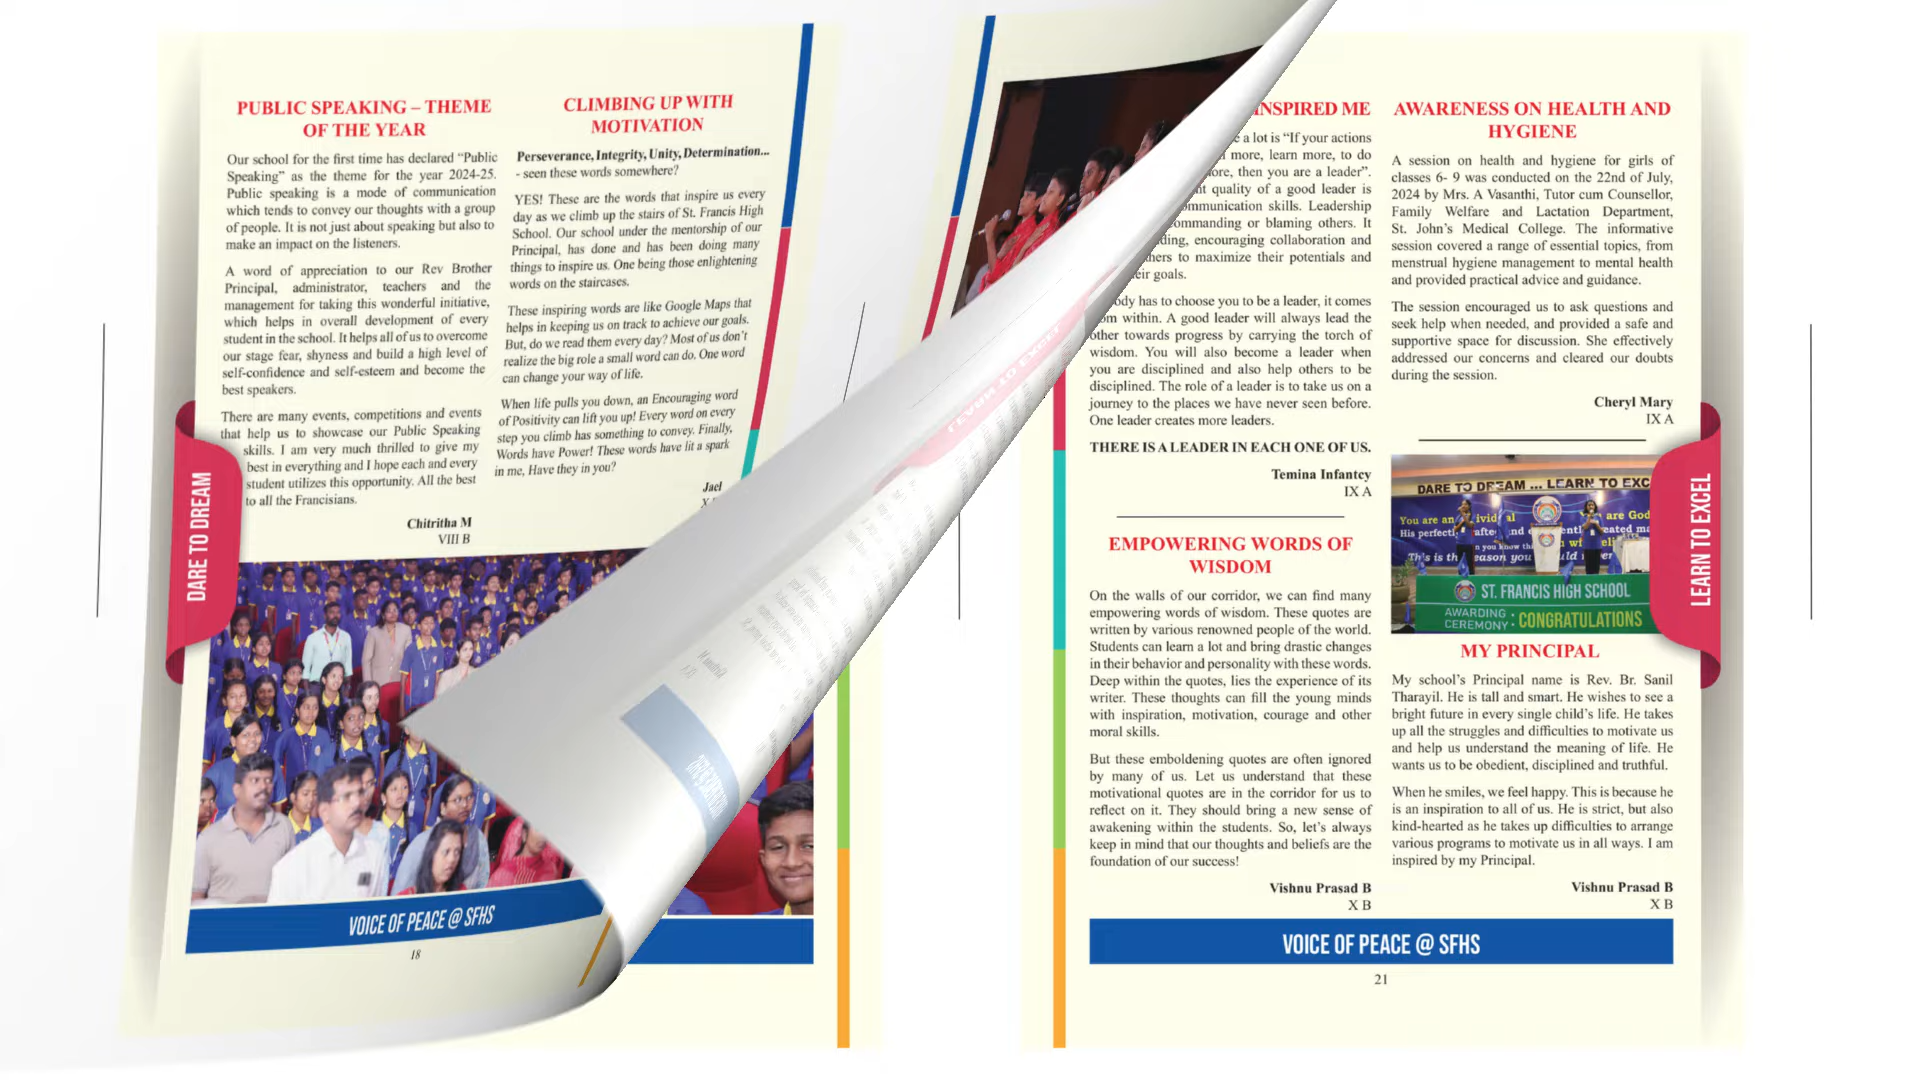 PUBLIC SPEAKING – THEME
OF THE YEAR
Our school for the first time has declared “Public
Speaking” as the theme for the year 2024-25.
Public speaking is a mode of communication
which tends to convey our thoughts with a group
of people. It is not just about speaking but also to
make an impact on the listeners.
A word of appreciation to our Rev Brother
Principal, administrator, teachers and the
management for taking this wonderful initiative,
which helps in overall development of every
student in the school. It helps all of us to overcome
our stage fear, shyness and build a high level of
self-confidence and self-esteem and become the
best speakers.
There are many events, competitions and events
that help us to showcase our Public Speaking
skills. I am very much thrilled to give my
best in everything and I hope each and every
student utilizes this opportunity. All the best
to all the Francisians.
Chitritha M
VIII B
CLIMBING UP WITH
MOTIVATION
Perseverance, Integrity, Unity, Determination...
- seen these words somewhere?
YES! These are the words that inspire us every
day as we climb up the stairs of St. Francis High
School. Our school under the mentorship of our
Principal, has done and has been doing many
things to inspire us. One being those enlightening
words on the staircases.
These inspiring words are like Google Maps that
helps in keeping us on track to achieve our goals.
But, do we read them every day? Most of us don’t
realize the big role a small word can do. One word
can change your way of life.
When life pulls you down, an Encouraging word
of Positivity can lift you up! Every word on every
step you climb has something to convey. Finally,
Words have Power! These words have lit a spark
in me, Have they in you?
Jael
X
DARE TO DREAM
VOICE OF PEACE @ SFHS
18
INSPIRED ME
a lot is “If your actions
more, learn more, to do
more, then you are a leader”.
quality of a good leader is
communication skills. Leadership
commanding or blaming others. It
encouraging collaboration and
to maximize their potentials and
their goals.
has to choose you to be a leader, it comes
from within. A good leader will always lead the
other towards progress by carrying the torch of
wisdom. You will also become a leader when
you are disciplined and also help others to be
disciplined. The role of a leader is to take us on a
journey to the places we have never seen before.
One leader creates more leaders.
THERE IS A LEADER IN EACH ONE OF US.
Temina Infantcy
IX A
EMPOWERING WORDS OF
WISDOM
On the walls of our corridor, we can find many
empowering words of wisdom. These quotes are
written by various renowned people of the world.
Students can learn a lot and bring drastic changes
in their behavior and personality with these words.
Deep within the quotes, lies the experience of its
writer. These thoughts can fill the young minds
with inspiration, motivation, courage and other
moral skills.
But these emboldening quotes are often ignored
by many of us. Let us understand that these
motivational quotes are in the corridor for us to
reflect on it. They should bring a new sense of
awakening within the students. So, let’s always
keep in mind that our thoughts and beliefs are the
foundation of our success!
Vishnu Prasad B
X B
AWARENESS ON HEALTH AND
HYGIENE
A session on health and hygiene for girls of
classes 6- 9 was conducted on the 22nd of July,
2024 by Mrs. A Vasanthi, Tutor cum Counsellor,
Family Welfare and Lactation Department,
St. John’s Medical College. The informative
session covered a range of essential topics, from
menstrual hygiene management to mental health
and provided practical advice and guidance.
The session encouraged us to ask questions and
seek help when needed, and provided a safe and
supportive space for discussion. She effectively
addressed our concerns and cleared our doubts
during the session.
Cheryl Mary
IX A
DARE TO DREAM ... LEARN TO EXC
You are an
are God
His perfect
This is the
ST. FRANCIS HIGH SCHOOL
AWARDING
CEREMONY : CONGRATULATIONS
MY PRINCIPAL
My school’s Principal name is Rev. Br. Sanil
Tharayil. He is tall and smart. He wishes to see a
bright future in every single child’s life. He takes
up all the struggles and difficulties to motivate us
and help us understand the meaning of life. He
wants us to be obedient, disciplined and truthful.
When he smiles, we feel happy. This is because he
is an inspiration to all of us. He is strict, but also
kind-hearted as he takes up difficulties to arrange
various programs to motivate us in all ways. I am
inspired by my Principal.
Vishnu Prasad B
X B
LEARN TO EXCEL
VOICE OF PEACE @ SFHS
21